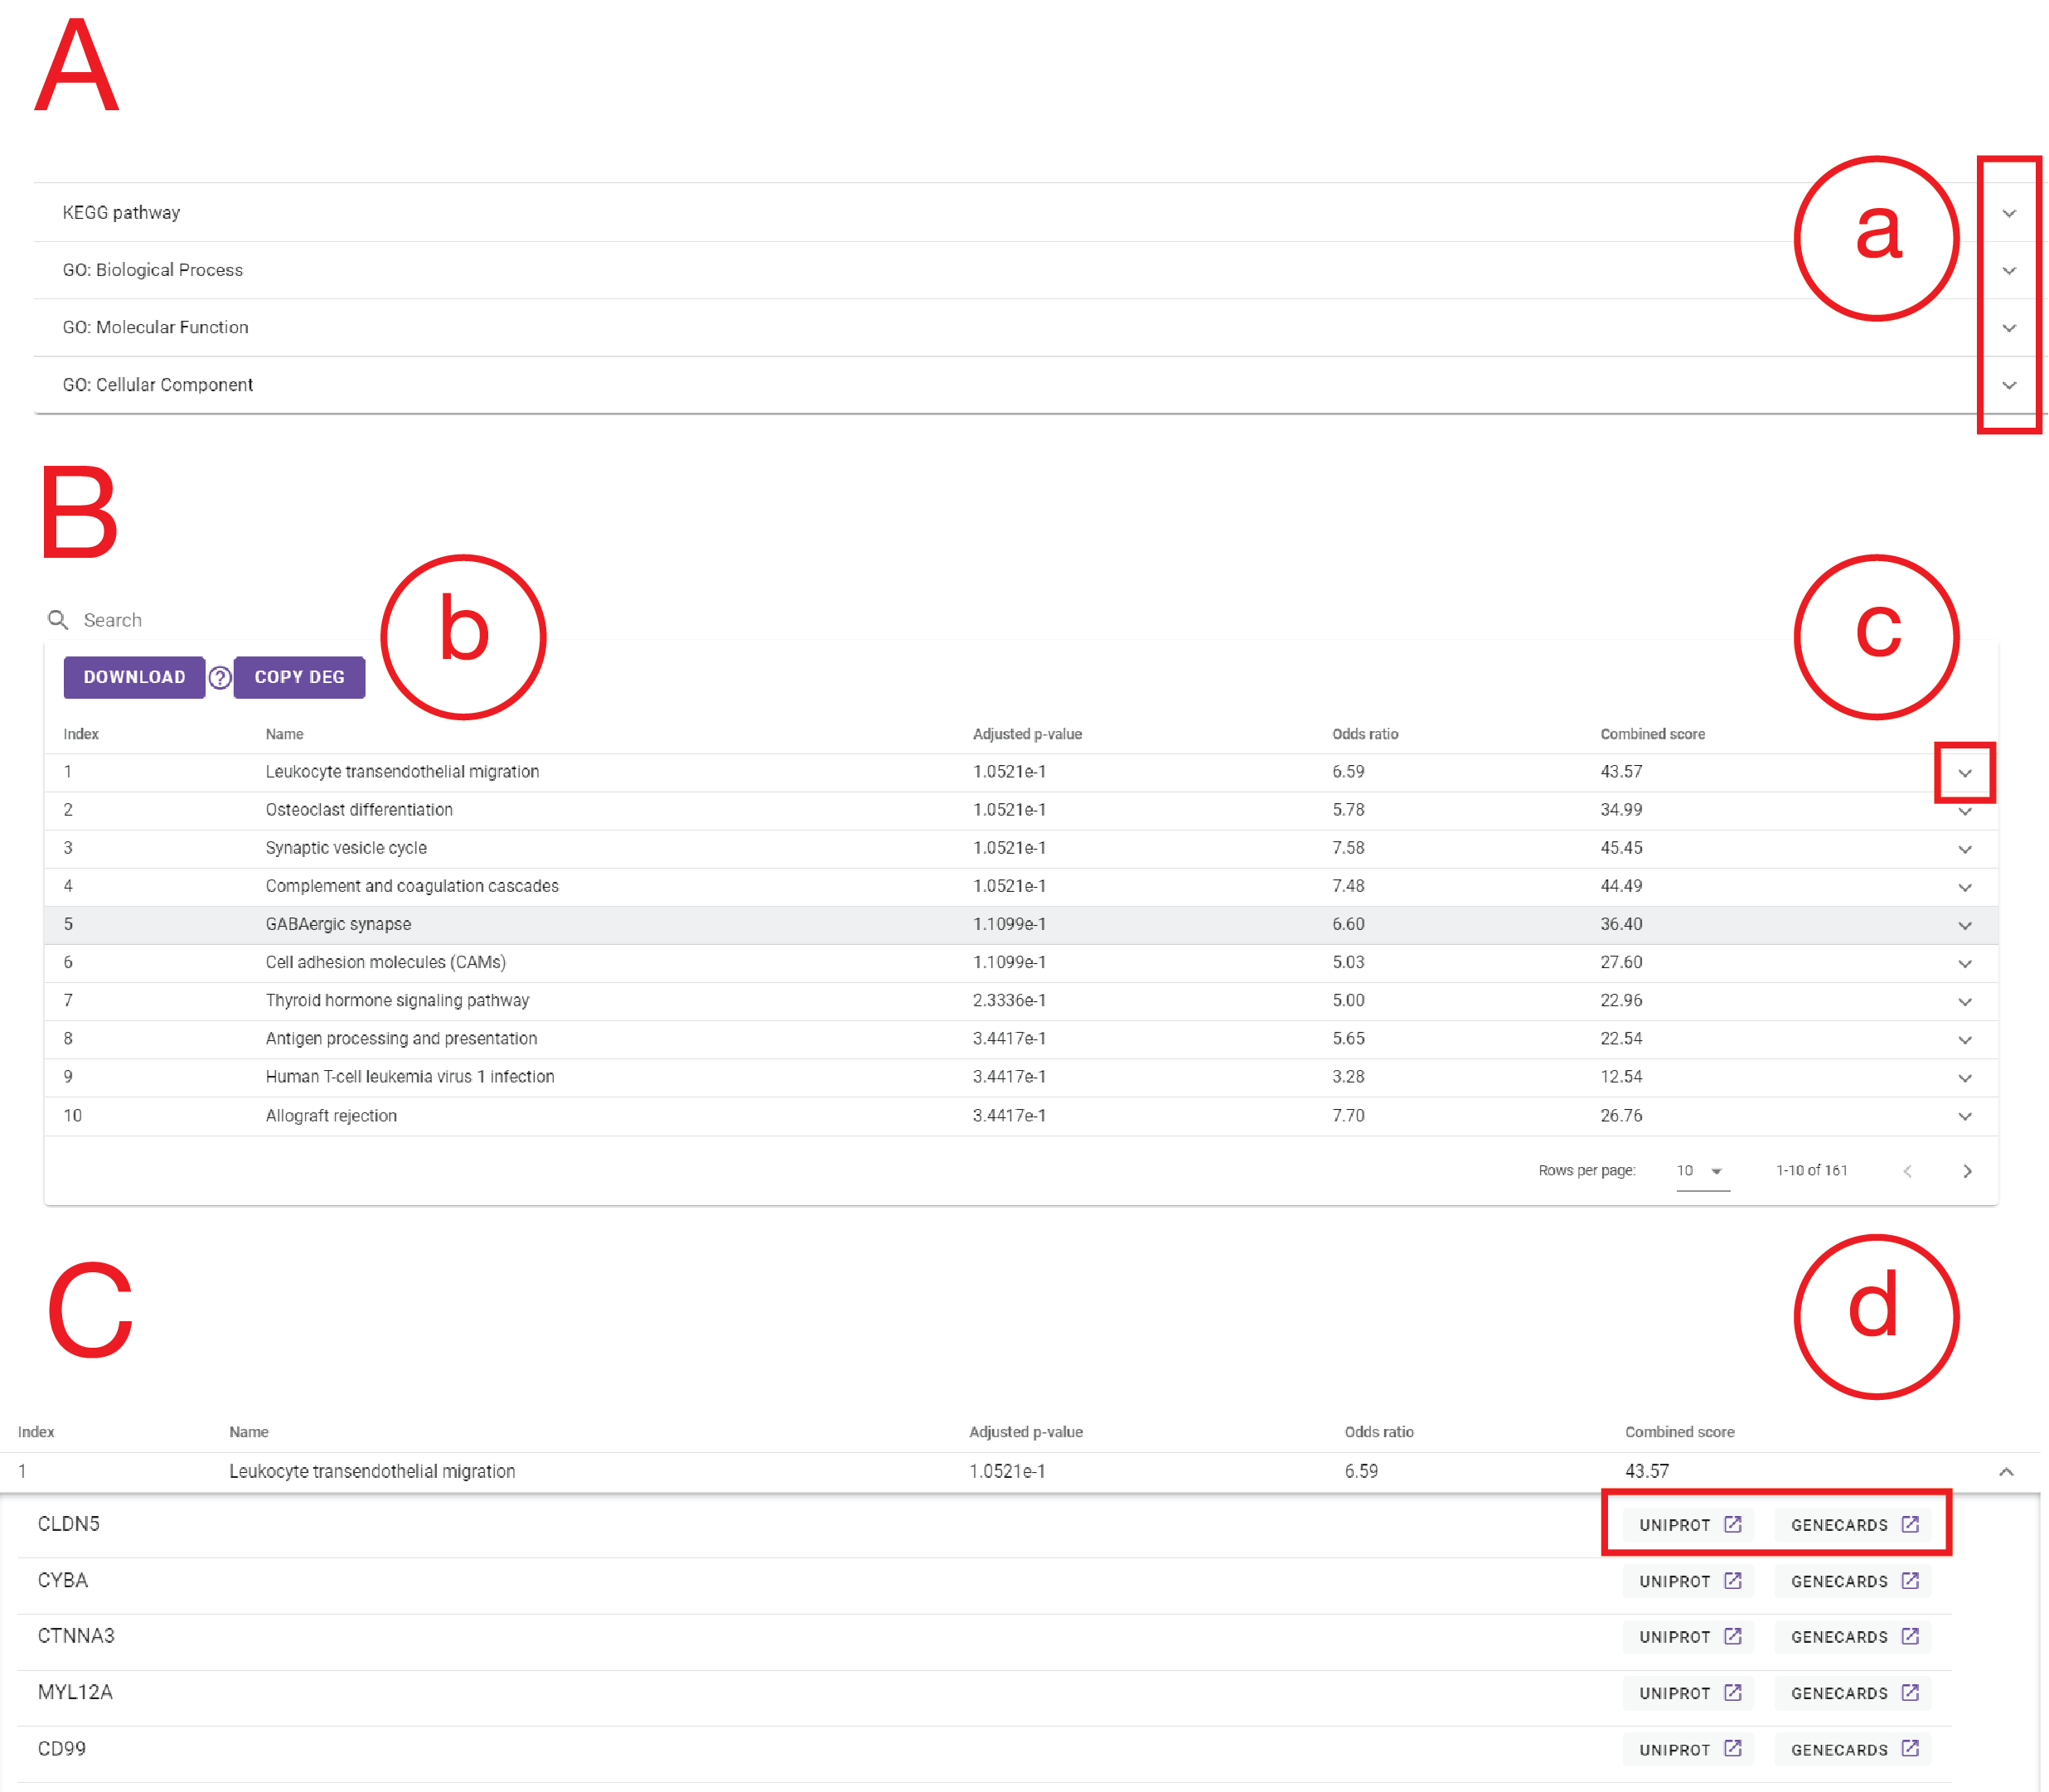 A
KEGG pathway
a
GO: Biological Process
GO: Molecular Function
GO: Cellular Component
B
b
c
Search
DOWNLOAD ? COPY DEG
Index Name Adjusted p-value Odds ratio Combined score
1 Leukocyte transendothelial migration 1.0521e-1 6.59 43.57
2 Osteoclast differentiation 1.0521e-1 5.78 34.99
3 Synaptic vesicle cycle 1.0521e-1 7.58 45.45
4 Complement and coagulation cascades 1.0521e-1 7.48 44.49
5 GABAergic synapse 1.1099e-1 6.60 36.40
6 Cell adhesion molecules (CAMs) 1.1099e-1 5.03 27.60
7 Thyroid hormone signaling pathway 2.3336e-1 5.00 22.96
8 Antigen processing and presentation 3.4417e-1 5.65 22.54
9 Human T-cell leukemia virus 1 infection 3.4417e-1 3.28 12.54
10 Allograft rejection 3.4417e-1 7.70 26.76
Rows per page: 10 1-10 of 161
C
d
Index Name Adjusted p-value Odds ratio Combined score
1 Leukocyte transendothelial migration 1.0521e-1 6.59 43.57
CLDN5 UNIPROT GENECARDS
CYBA UNIPROT GENECARDS
CTNNA3 UNIPROT GENECARDS
MYL12A UNIPROT GENECARDS
CD99 UNIPROT GENECARDS